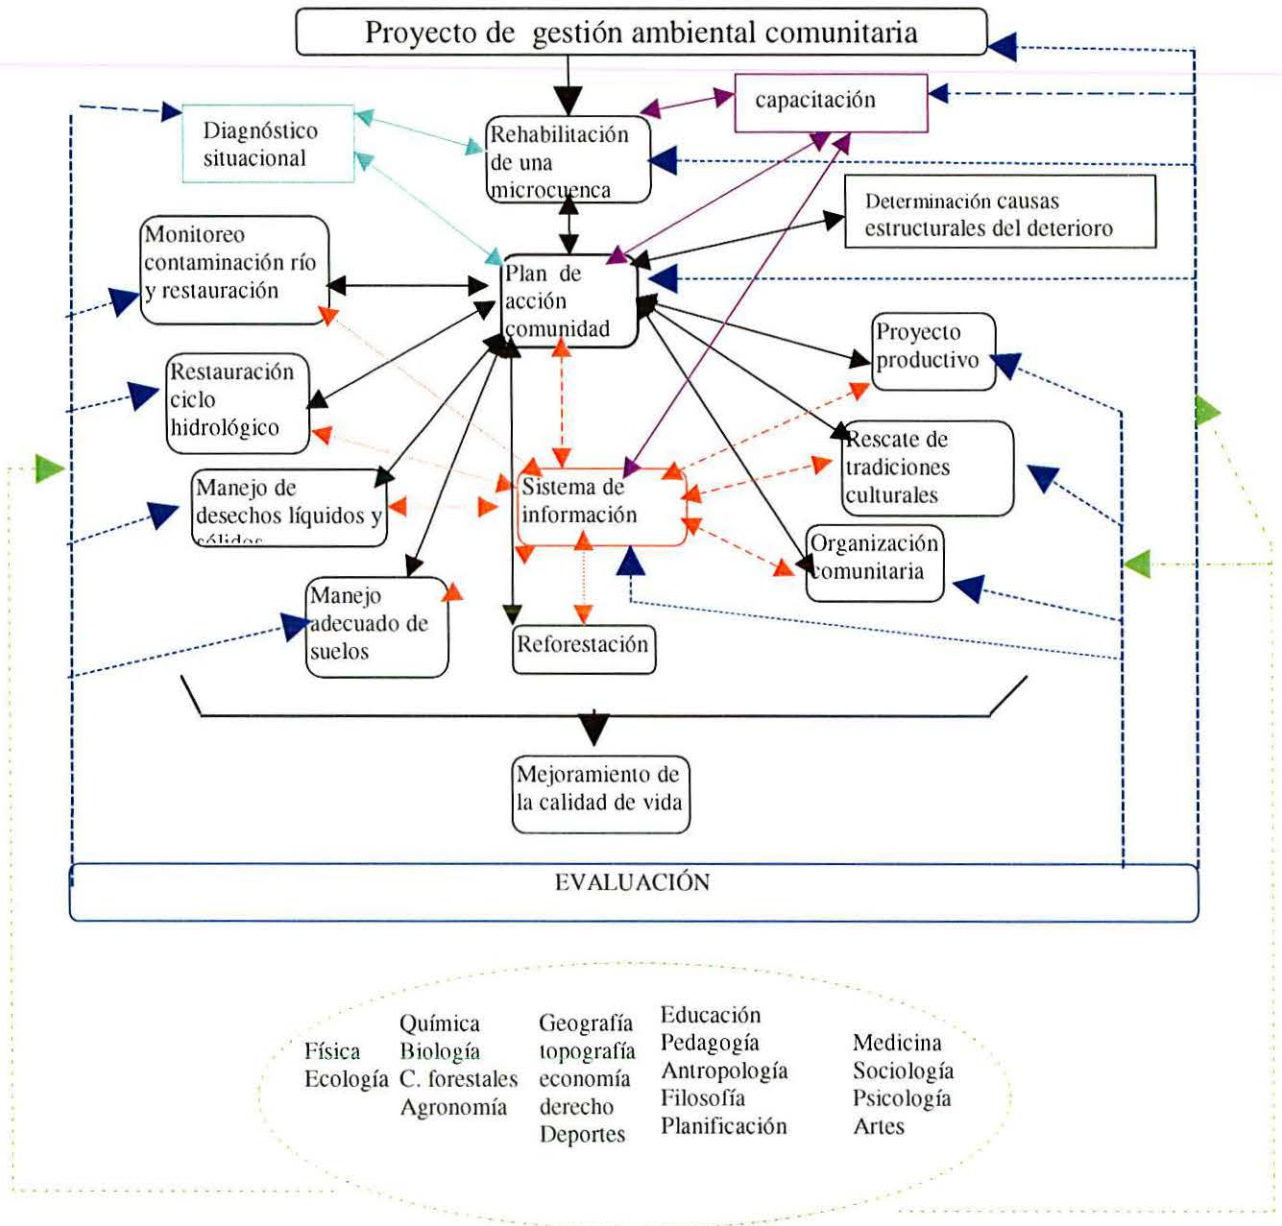 Proyecto de gestión ambiental comunitaria
capacitación
Diagnóstico
situacional
Rehabilitación
de una
microcuenca
Determinación causas
estructurales del deterioro
Monitoreo
contaminación río
y restauración
Plan de
acción
comunidad
Proyecto
productivo
Restauración
ciclo
hidrológico
Rescate de
tradiciones
culturales
Manejo de
desechos líquidos y
sólidos
Sistema de
información
Organización
comunitaria
Manejo
adecuado de
suelos
Reforestación
Mejoramiento de
la calidad de vida
EVALUACIÓN
Física
Ecología
Química
Biología
C. forestales
Agronomía
Geografía
topografía
economía
derecho
Deportes
Educación
Pedagogía
Antropología
Filosofía
Planificación
Medicina
Sociología
Psicología
Artes